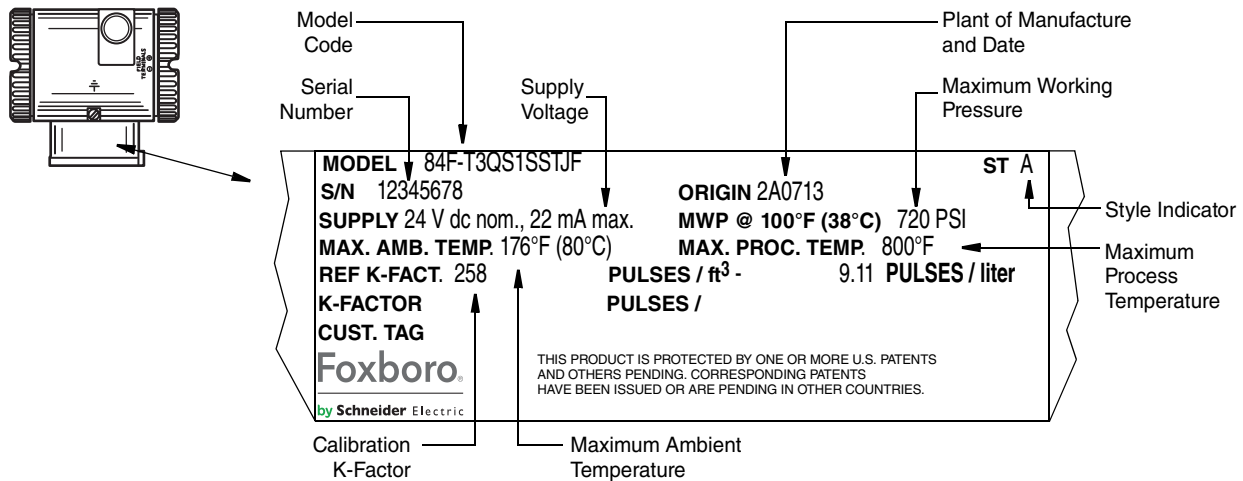 FIELD
TERMINALS
Model
Code
Serial
Number
Supply
Voltage
Plant of Manufacture
and Date
Maximum Working
Pressure
MODEL 84F-T3QS1SSTJF ST A
S/N 12345678 ORIGIN 2A0713
SUPPLY 24 V dc nom., 22 mA max. MWP @ 100°F (38°C) 720 PSI
MAX. AMB. TEMP. 176°F (80°C) MAX. PROC. TEMP. 800°F
REF K-FACT. 258 PULSES / ft³ - 9.11 PULSES / liter
K-FACTOR PULSES /
CUST. TAG
Foxboro®
by Schneider Electric
THIS PRODUCT IS PROTECTED BY ONE OR MORE U.S. PATENTS
AND OTHERS PENDING. CORRESPONDING PATENTS
HAVE BEEN ISSUED OR ARE PENDING IN OTHER COUNTRIES.
Style Indicator
Maximum
Process
Temperature
Calibration
K-Factor
Maximum Ambient
Temperature